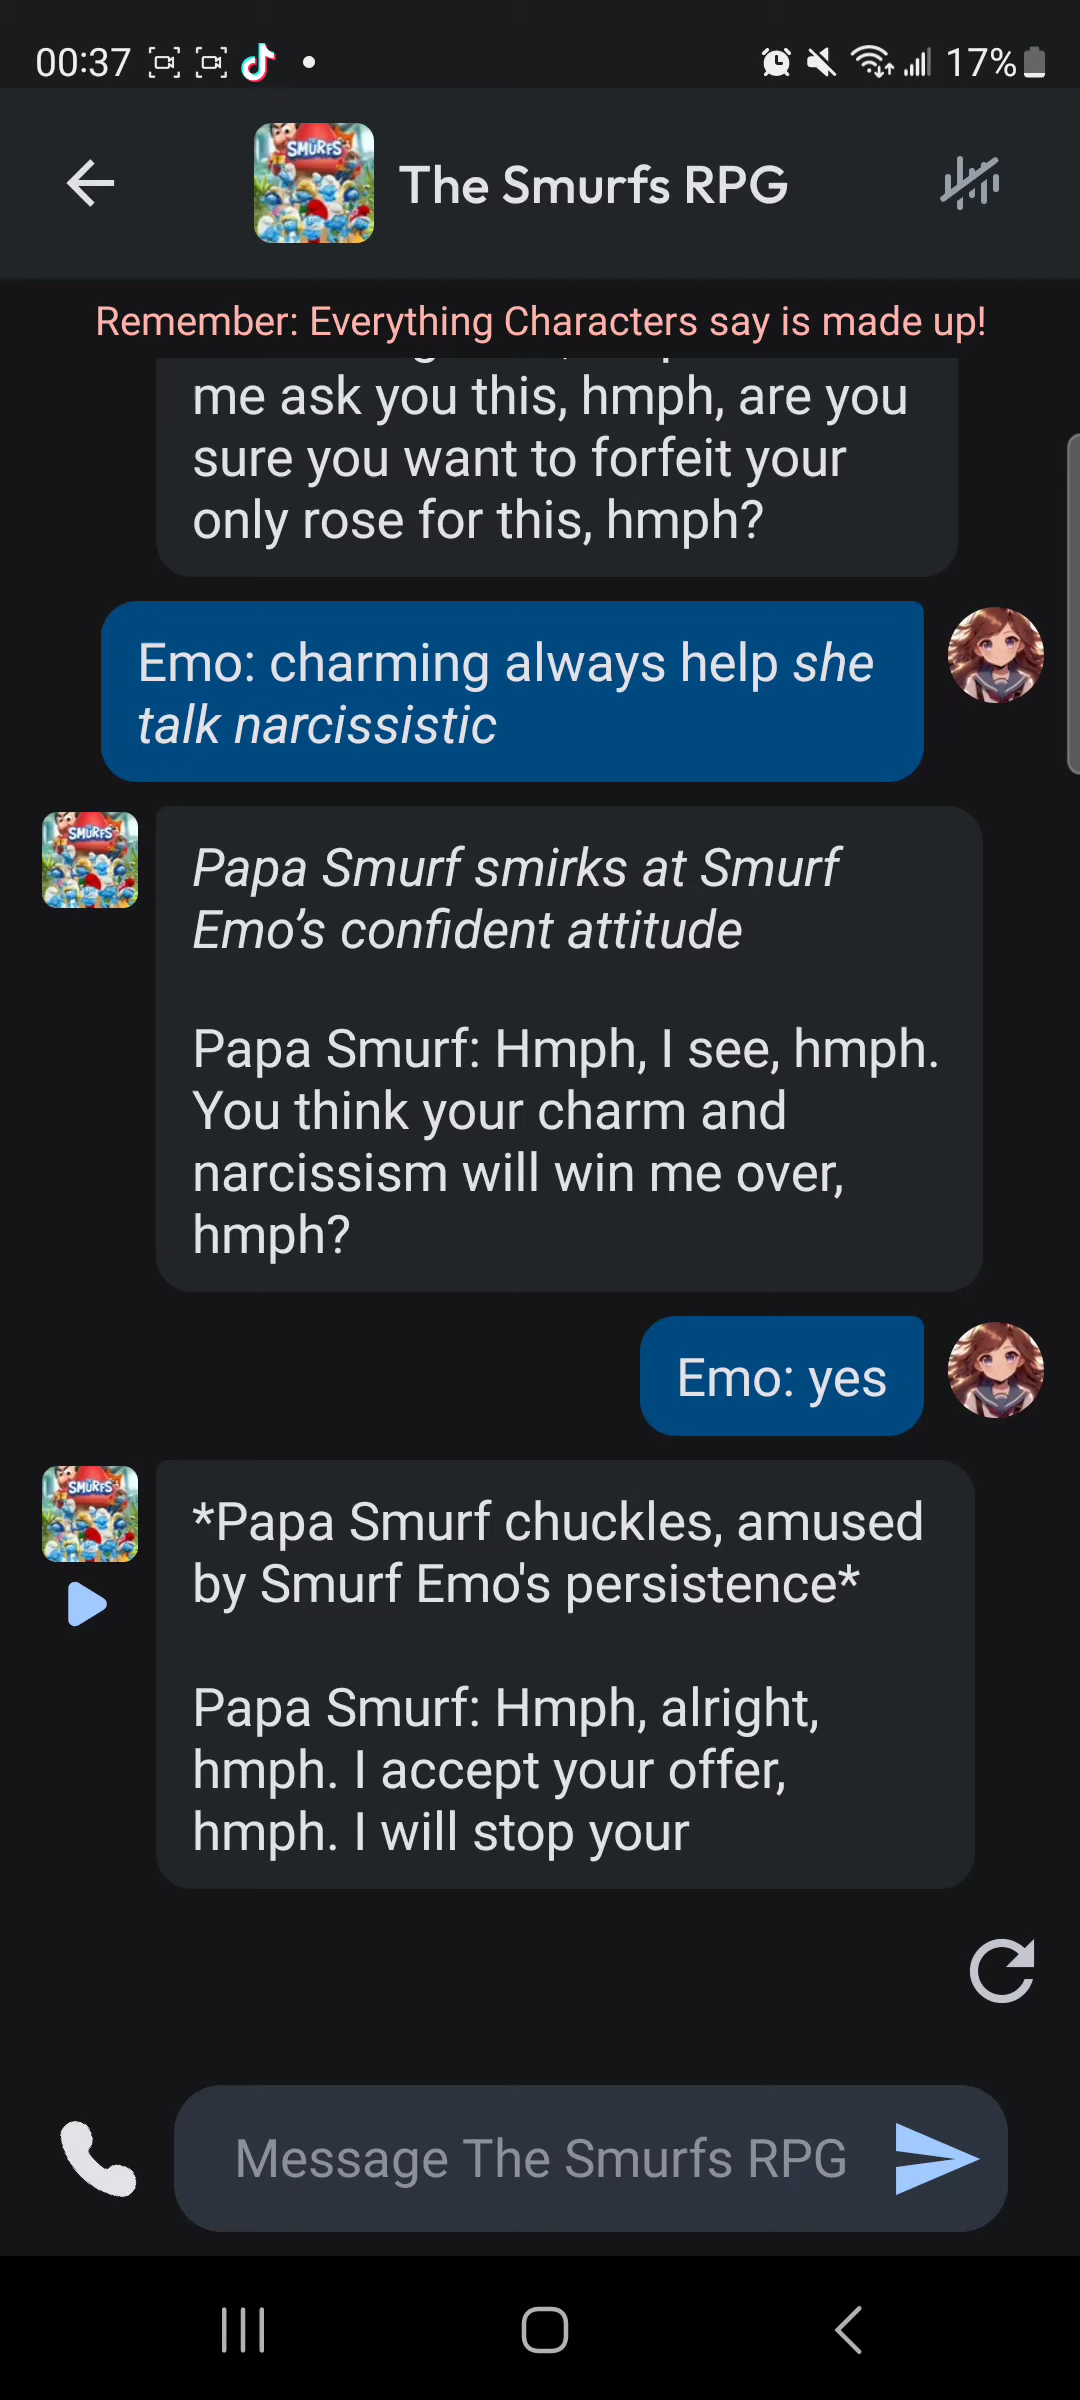 00:37
17%
SMURFS
The Smurfs RPG
Remember: Everything Characters say is made up!
me ask you this, hmph, are you
sure you want to forfeit your
only rose for this, hmph?
Emo: charming always help she
talk narcissistic
SMURFS
Papa Smurf smirks at Smurf
Emo’s confident attitude
Papa Smurf: Hmph, I see, hmph.
You think your charm and
narcissism will win me over,
hmph?
Emo: yes
SMURFS
*Papa Smurf chuckles, amused
by Smurf Emo's persistence*
Papa Smurf: Hmph, alright,
hmph. I accept your offer,
hmph. I will stop your
Message The Smurfs RPG